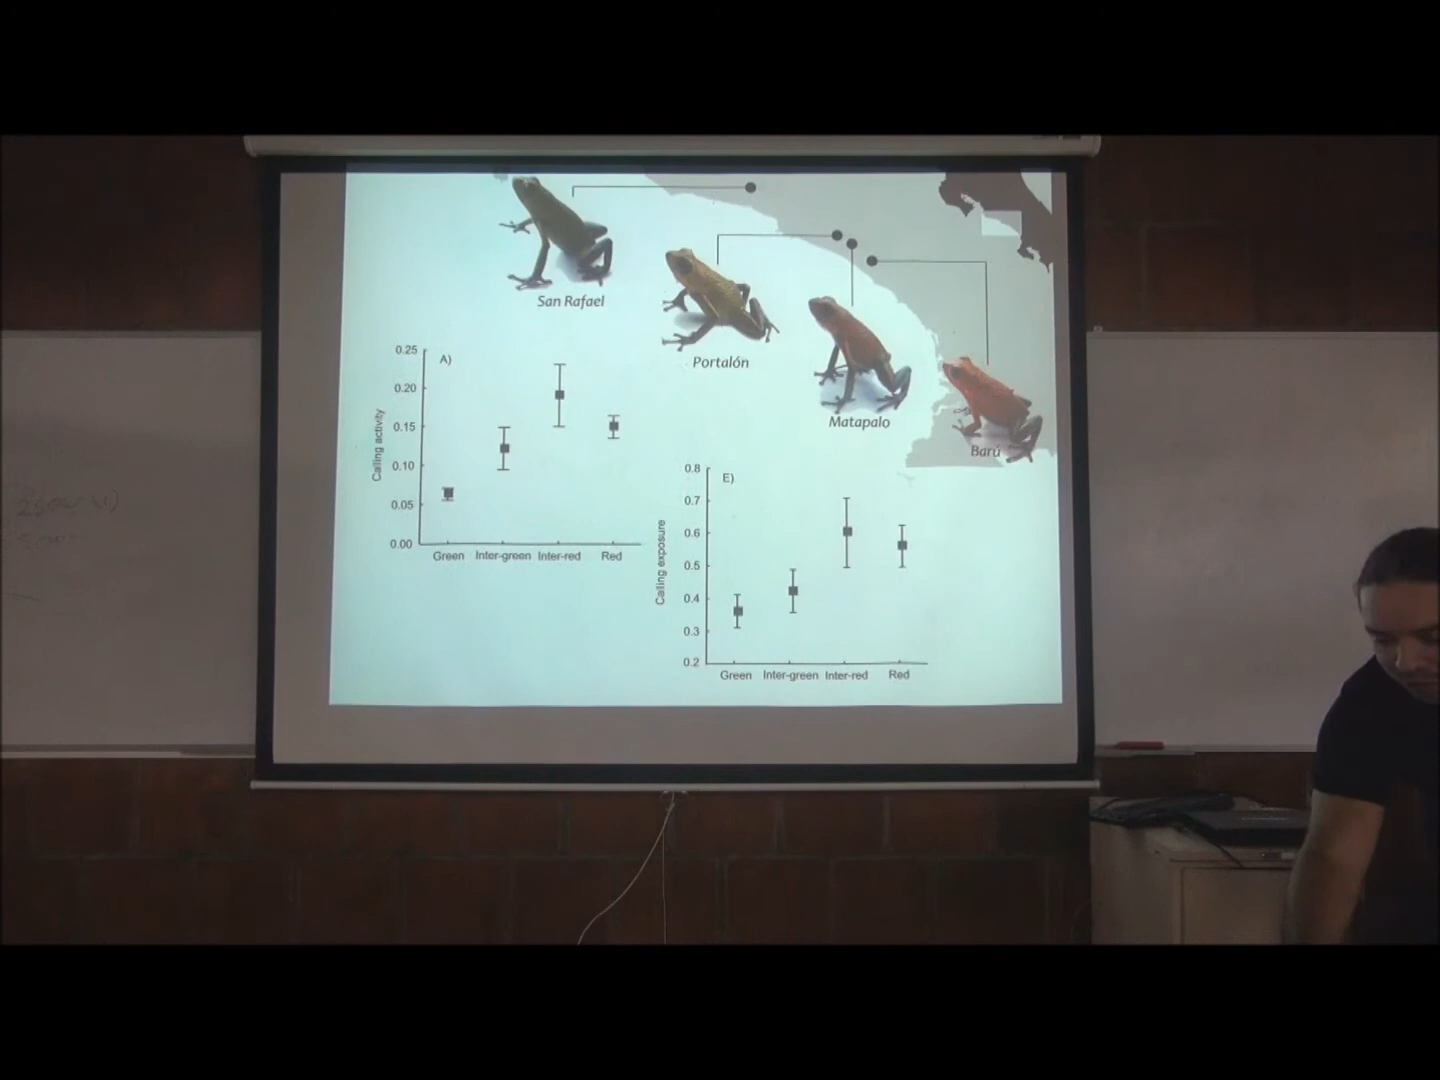 San Rafael
Portalón
Matapalo
Barú
A)
Calling activity
0.25
0.20
0.15
0.10
0.05
0.00
Green Inter-green Inter-red Red
E)
Calling exposure
0.8
0.7
0.6
0.5
0.4
0.3
0.2
Green Inter-green Inter-red Red